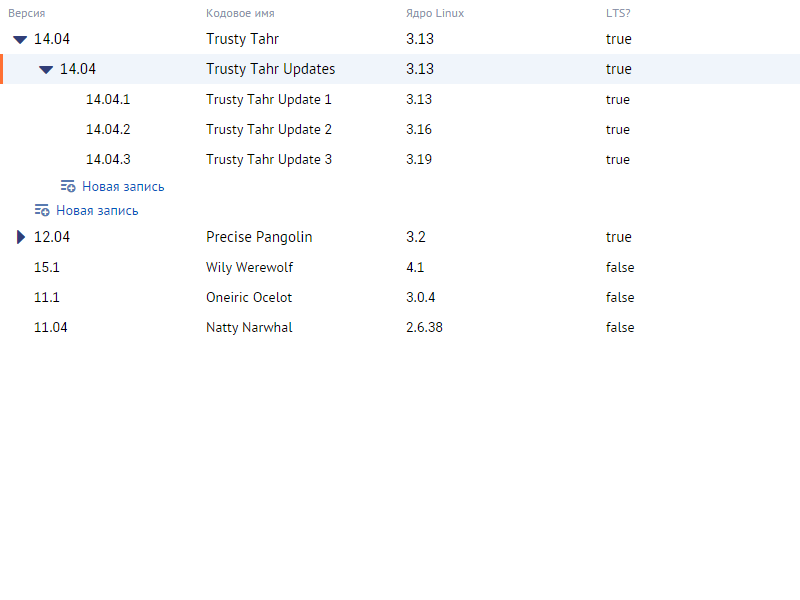 Версия Кодовое имя Ядро Linux LTS?
14.04 Trusty Tahr 3.13 true
14.04 Trusty Tahr Updates 3.13 true
14.04.1 Trusty Tahr Update 1 3.13 true
14.04.2 Trusty Tahr Update 2 3.16 true
14.04.3 Trusty Tahr Update 3 3.19 true
Новая запись
Новая запись
12.04 Precise Pangolin 3.2 true
15.1 Wily Werewolf 4.1 false
11.1 Oneiric Ocelot 3.0.4 false
11.04 Natty Narwhal 2.6.38 false